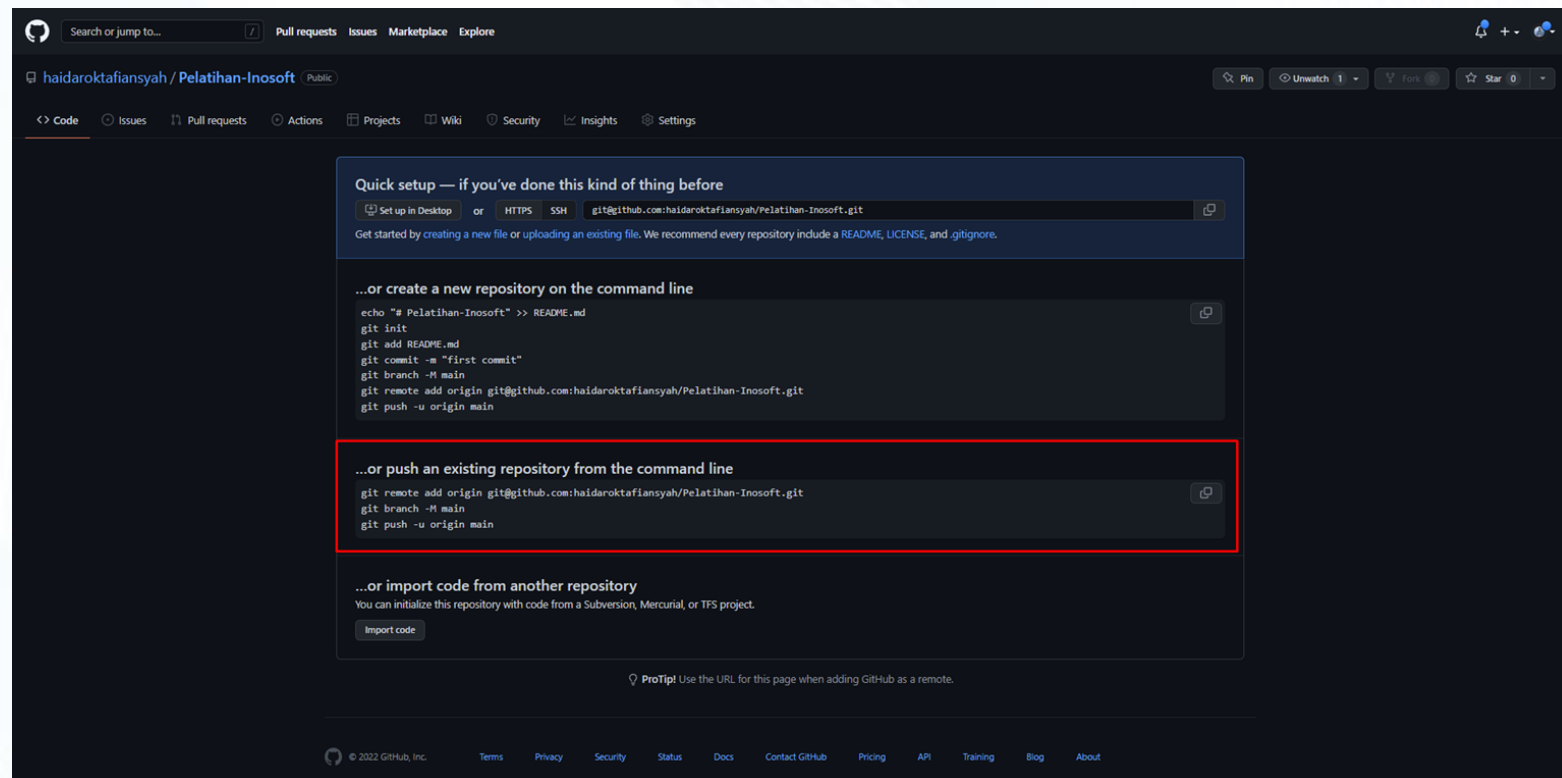 Search or jump to... / Pull requests Issues Marketplace Explore
haidaroktafiansyah / Pelatihan-Inosoft Public
Pin Unwatch 1 Fork 0 Star 0
<> Code Issues Pull requests Actions Projects Wiki Security Insights Settings
Quick setup — if you've done this kind of thing before
Set up in Desktop or HTTPS SSH git@github.com:haidaroktafiansyah/Pelatihan-Inosoft.git
Get started by creating a new file or uploading an existing file. We recommend every repository include a README, LICENSE, and .gitignore.
...or create a new repository on the command line
echo "# Pelatihan-Inosoft" >> README.md
git init
git add README.md
git commit -m "first commit"
git branch -M main
git remote add origin git@github.com:haidaroktafiansyah/Pelatihan-Inosoft.git
git push -u origin main
...or push an existing repository from the command line
git remote add origin git@github.com:haidaroktafiansyah/Pelatihan-Inosoft.git
git branch -M main
git push -u origin main
...or import code from another repository
You can initialize this repository with code from a Subversion, Mercurial, or TFS project.
Import code
ProTip! Use the URL for this page when adding GitHub as a remote.
© 2022 GitHub, Inc. Terms Privacy Security Status Docs Contact GitHub Pricing API Training Blog About